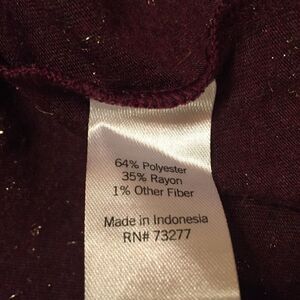 64% Polyester
35% Rayon
1% Other Fiber
Made in Indonesia
RN# 73277